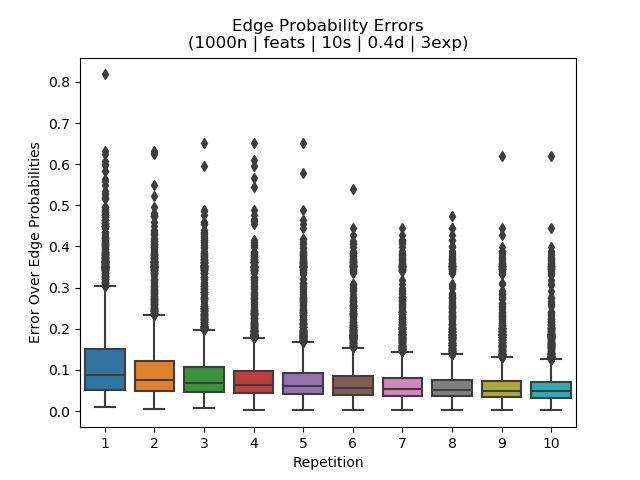 Edge Probability Errors
(1000n | feats | 10s | 0.4d | 3exp)
Error Over Edge Probabilities
0.8
0.7
0.6
0.5
0.4
0.3
0.2
0.1
0.0
1 2 3 4 5 6 7 8 9 10
Repetition